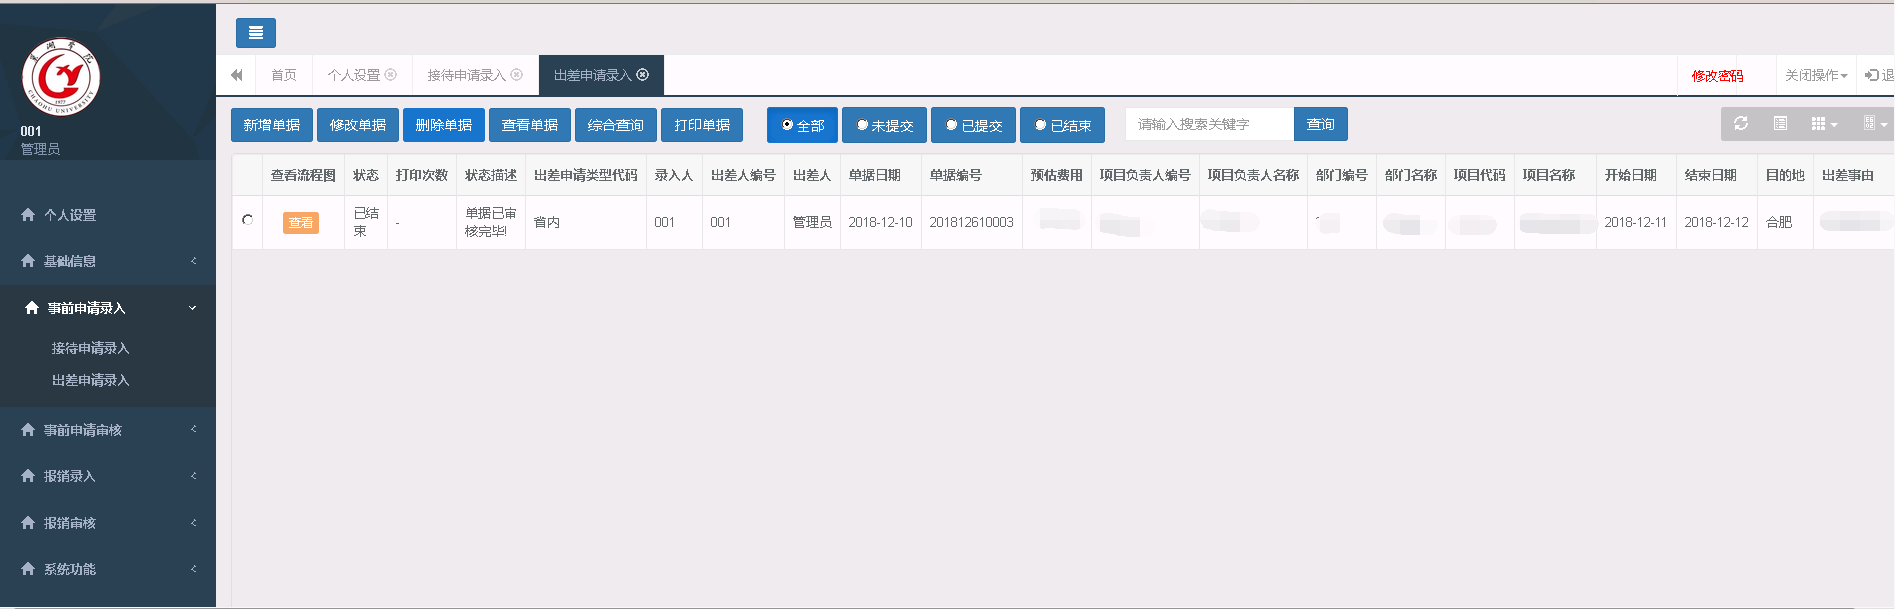 巢湖学院
1977
CHAOHU UNIVERSITY
001
管理员
个人设置
基础信息
事前申请录入
接待申请录入
出差申请录入
事前申请审核
报销录入
报销审核
系统功能
首页 个人设置 接待申请录入 出差申请录入 修改密码 关闭操作 退
新增单据 修改单据 删除单据 查看单据 综合查询 打印单据 全部 未提交 已提交 已结束 请输入搜索关键字 查询
查看流程图 状态 打印次数 状态描述 出差申请类型代码 录入人 出差人编号 出差人 单据日期 单据编号 预估费用 项目负责人编号 项目负责人名称 部门编号 部门名称 项目代码 项目名称 开始日期 结束日期 目的地 出差事由
查看 已结束 - 单据已审核完毕! 省内 001 001 管理员 2018-12-10 201812610003 2018-12-11 2018-12-12 合肥